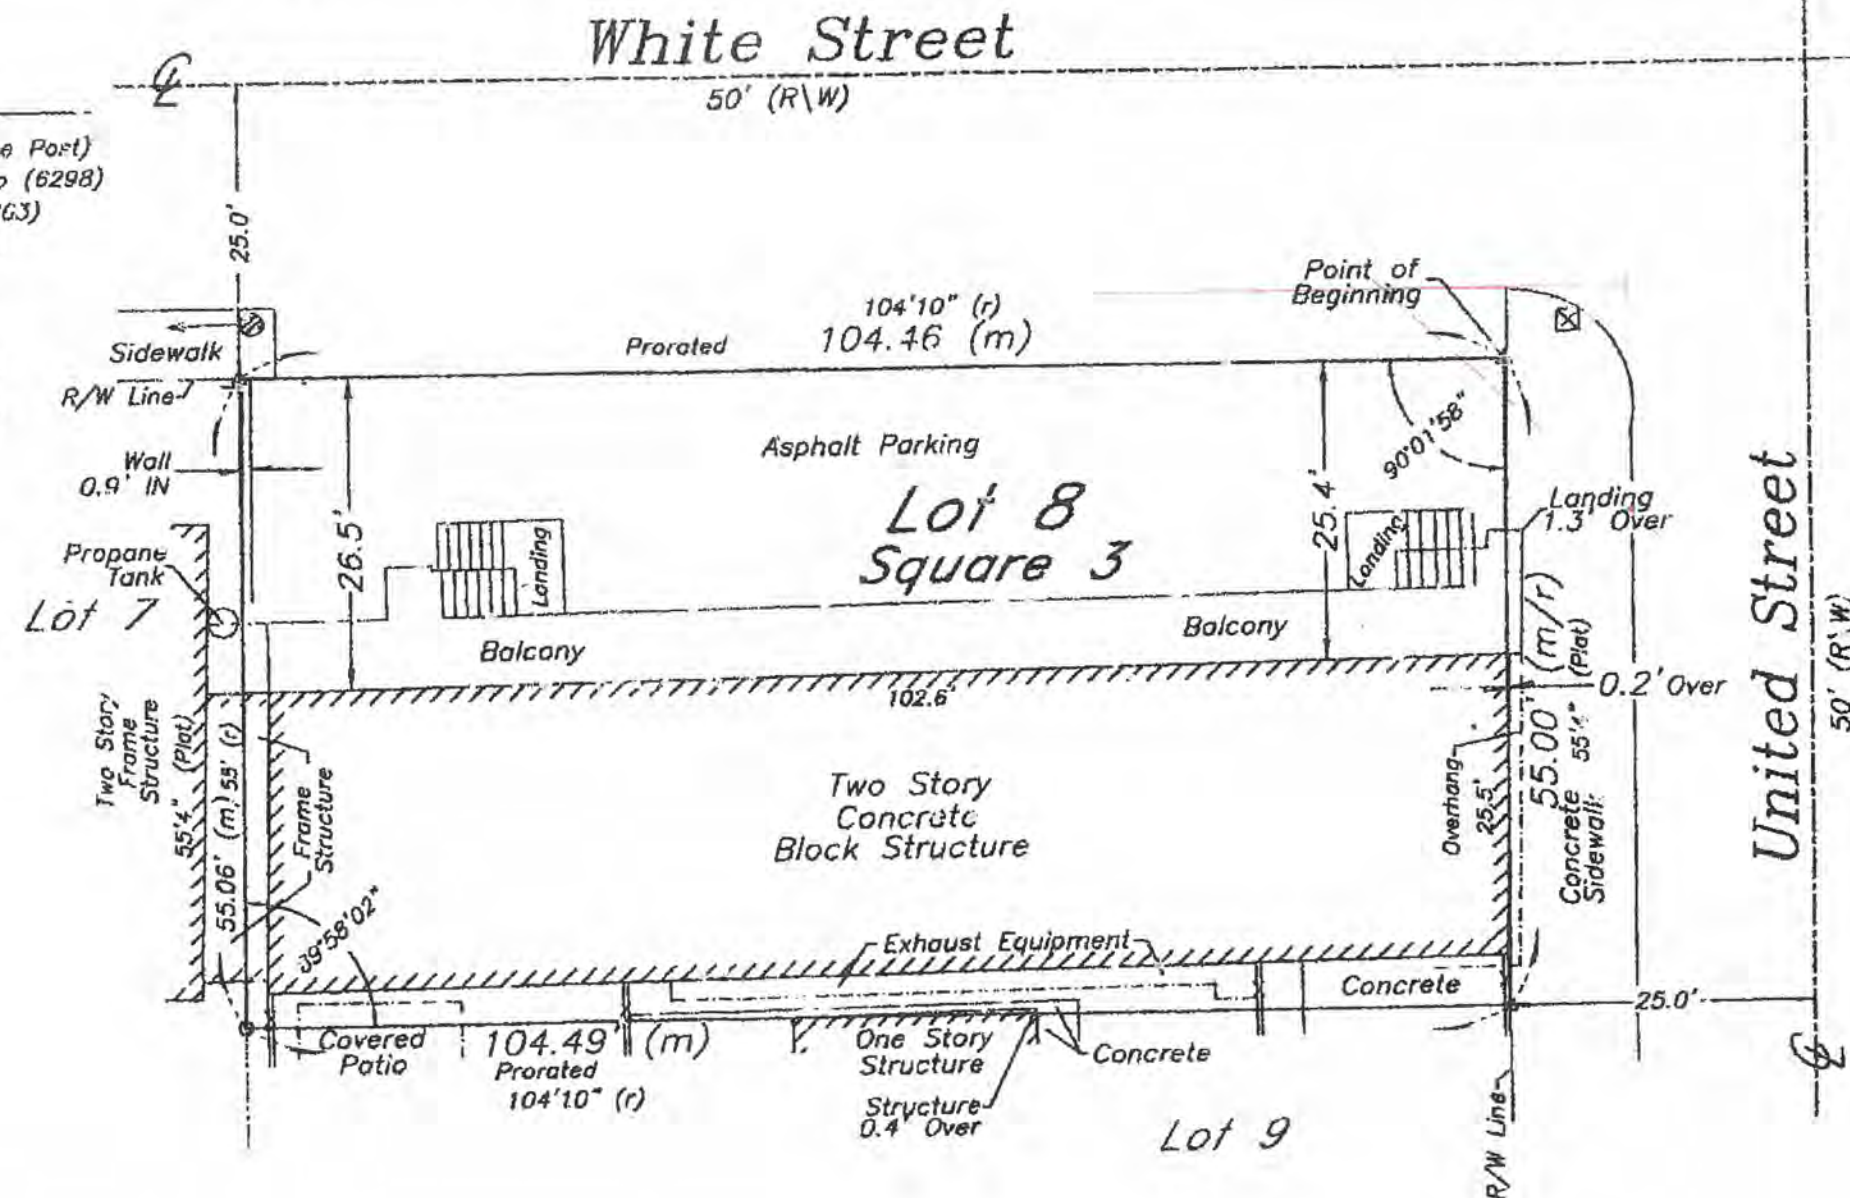 White Street
50' (R\W)
e Post)
(6298)
25.0'
Point of
Beginning
104'10" (r)
Prorated 104.46 (m)
Sidewalk
R/W Line
Wall
0.9' IN
Asphalt Parking
90°01'58"
Lot 8
Square 3
26.5'
25.4'
Landing
Landing
Landing
1.3' Over
Propane
Tank
Lot 7
Balcony
Balcony
102.6'
0.2' Over
Two Story
Frame
Structure
55'4" (Plat)
55.06' (m) 55' (r)
Frame
Structure
Two Story
Concrete
Block Structure
Overhang
25.5'
55.00' (m/r)
55'4" (Plat)
Concrete
Sidewalk
United Street
50' (R\W)
89°58'02"
Exhaust Equipment
Concrete
25.0'
Covered
Patio
104.49 (m)
Prorated
104'10" (r)
One Story
Structure
Concrete
Structure
0.4' Over
Lot 9
R/W Line